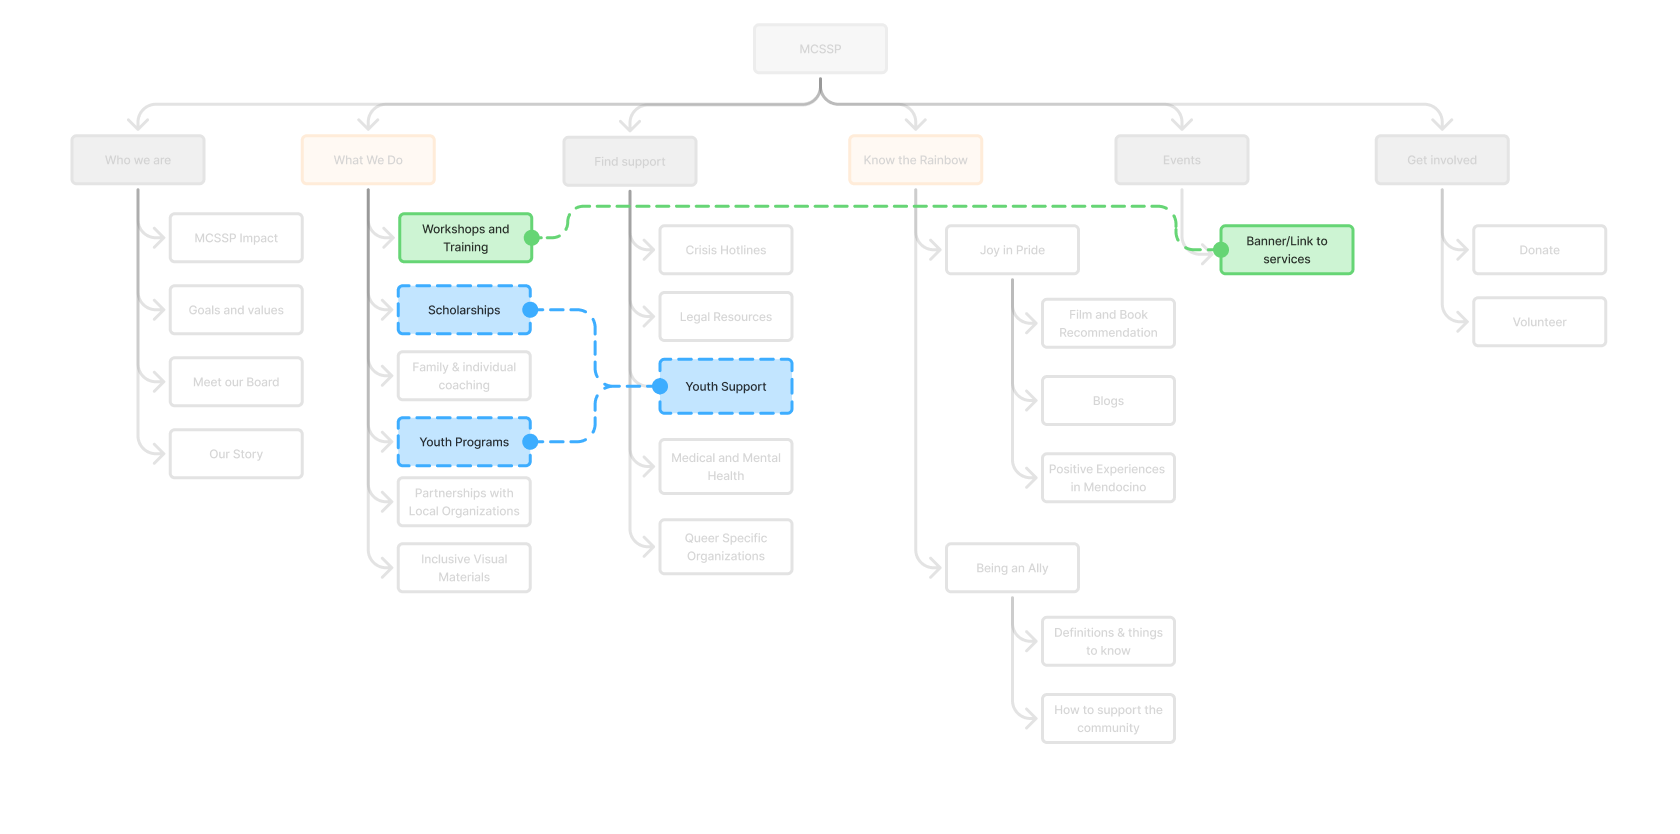 MCSSP
Who we are
What We Do
Find support
Know the Rainbow
Events
Get involved
MCSSP Impact
Goals and values
Meet our Board
Our Story
Workshops and
Training
Scholarships
Family & individual
coaching
Youth Programs
Partnerships with
Local Organizations
Inclusive Visual
Materials
Crisis Hotlines
Legal Resources
Youth Support
Medical and Mental
Health
Queer Specific
Organizations
Joy in Pride
Film and Book
Recommendation
Blogs
Positive Experiences
in Mendocino
Being an Ally
Definitions & things
to know
How to support the
community
Banner/Link to
services
Donate
Volunteer